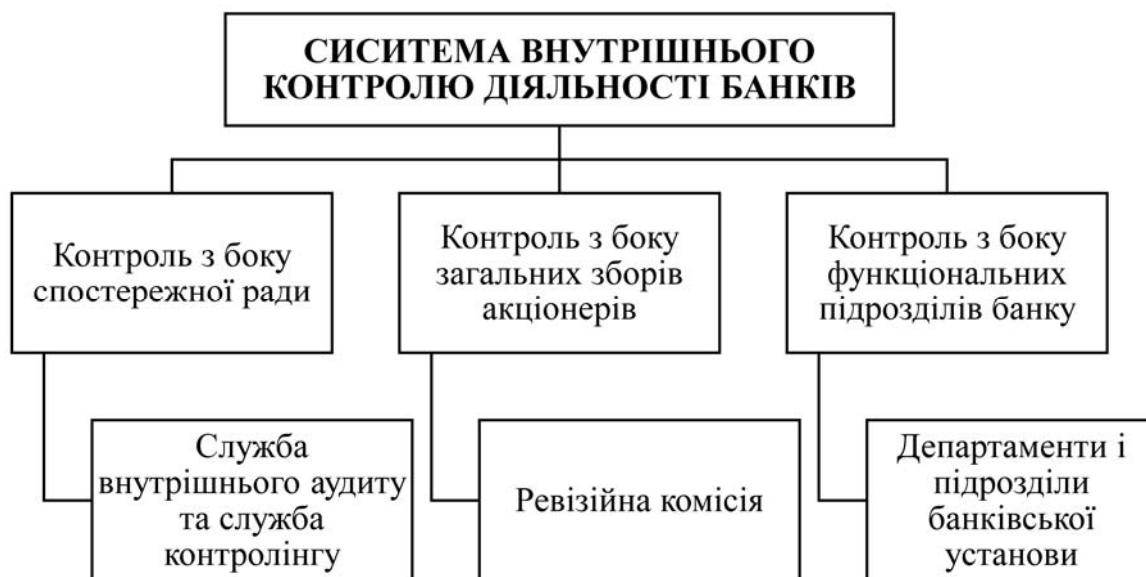 СИСИТЕМА ВНУТРІШНЬОГО
КОНТРОЛЮ ДІЯЛЬНОСТІ БАНКІВ
Контроль з боку
спостережної ради
Контроль з боку
загальних зборів
акціонерів
Контроль з боку
функціональних
підрозділів банку
Служба
внутрішнього аудиту
та служба
контролінгу
Ревізійна комісія
Департаменти і
підрозділи
банківської
установи